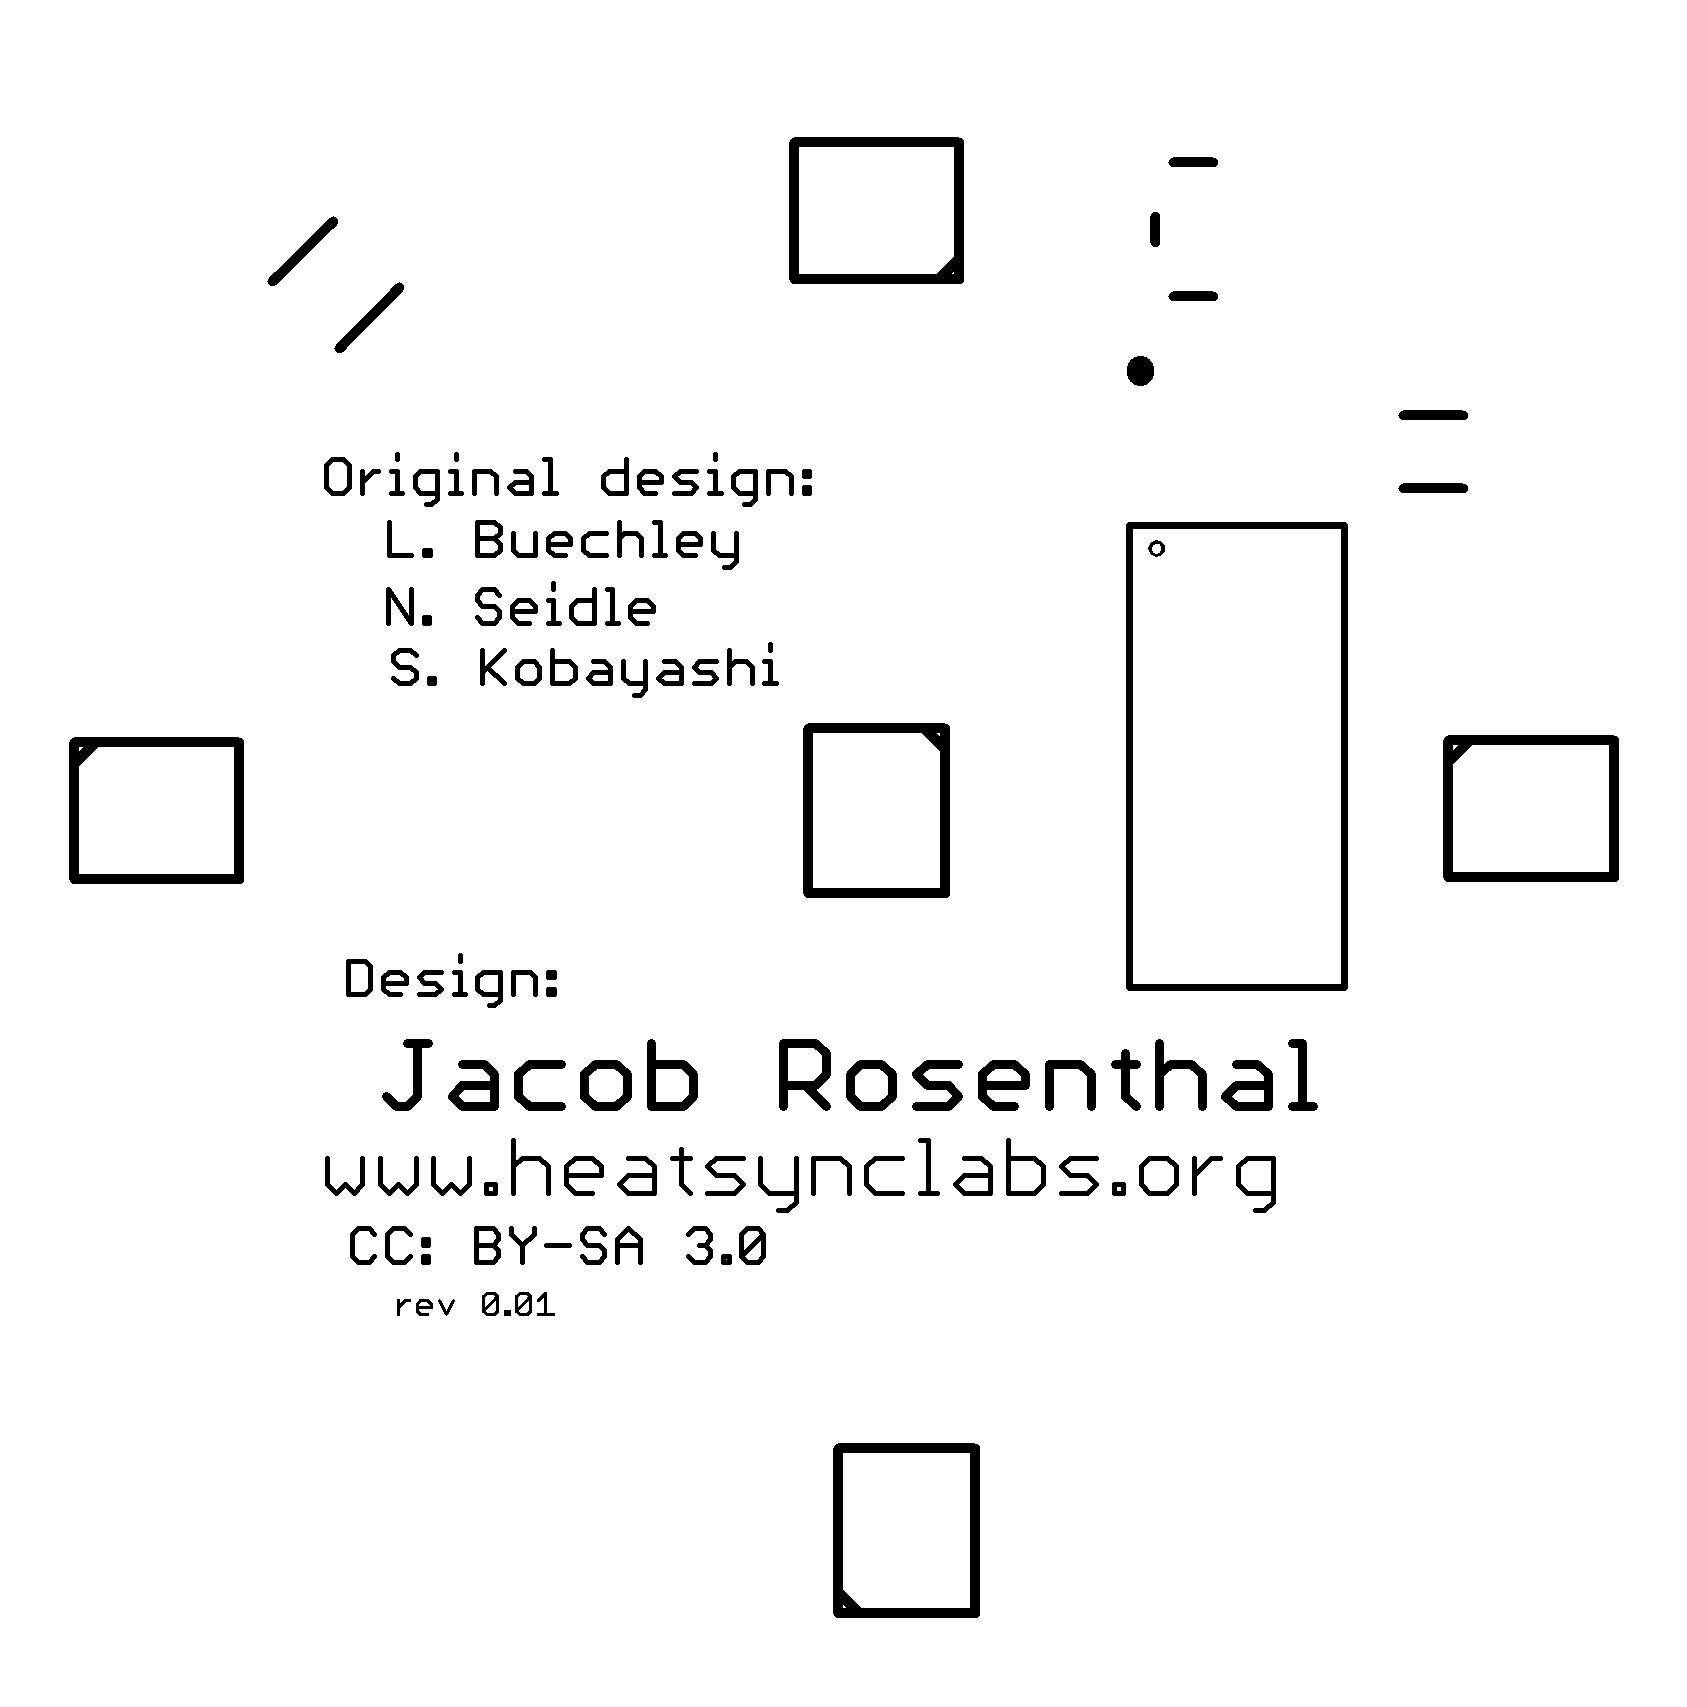 Original design:
L. Buechley
N. Seidle
S. Kobayashi
Design:
Jacob Rosenthal
www.heatsynclabs.org
CC: BY-SA 3.0
rev 0.01